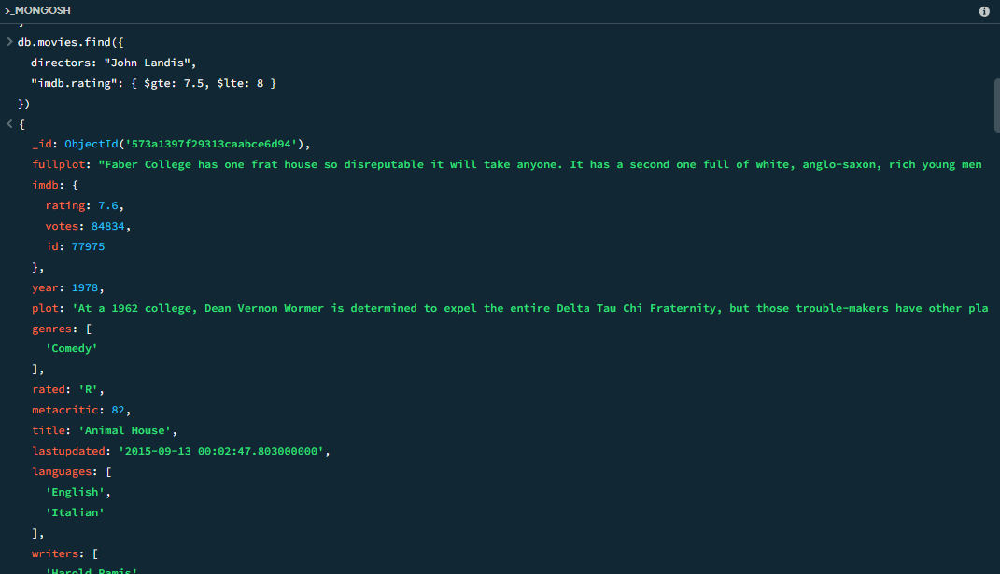 >_MONGOSH
> db.movies.find({
directors: "John Landis",
"imdb.rating": { $gte: 7.5, $lte: 8 }
})
< {
_id: ObjectId('573a1397f29313caabce6d94'),
fullplot: "Faber College has one frat house so disreputable it will take anyone. It has a second one full of white, anglo-saxon, rich young men
imdb: {
rating: 7.6,
votes: 84834,
id: 77975
},
year: 1978,
plot: 'At a 1962 college, Dean Vernon Wormer is determined to expel the entire Delta Tau Chi Fraternity, but those trouble-makers have other pla
genres: [
'Comedy'
],
rated: 'R',
metacritic: 82,
title: 'Animal House',
lastupdated: '2015-09-13 00:02:47.803000000',
languages: [
'English',
'Italian'
],
writers: [
'Harold Ramis'